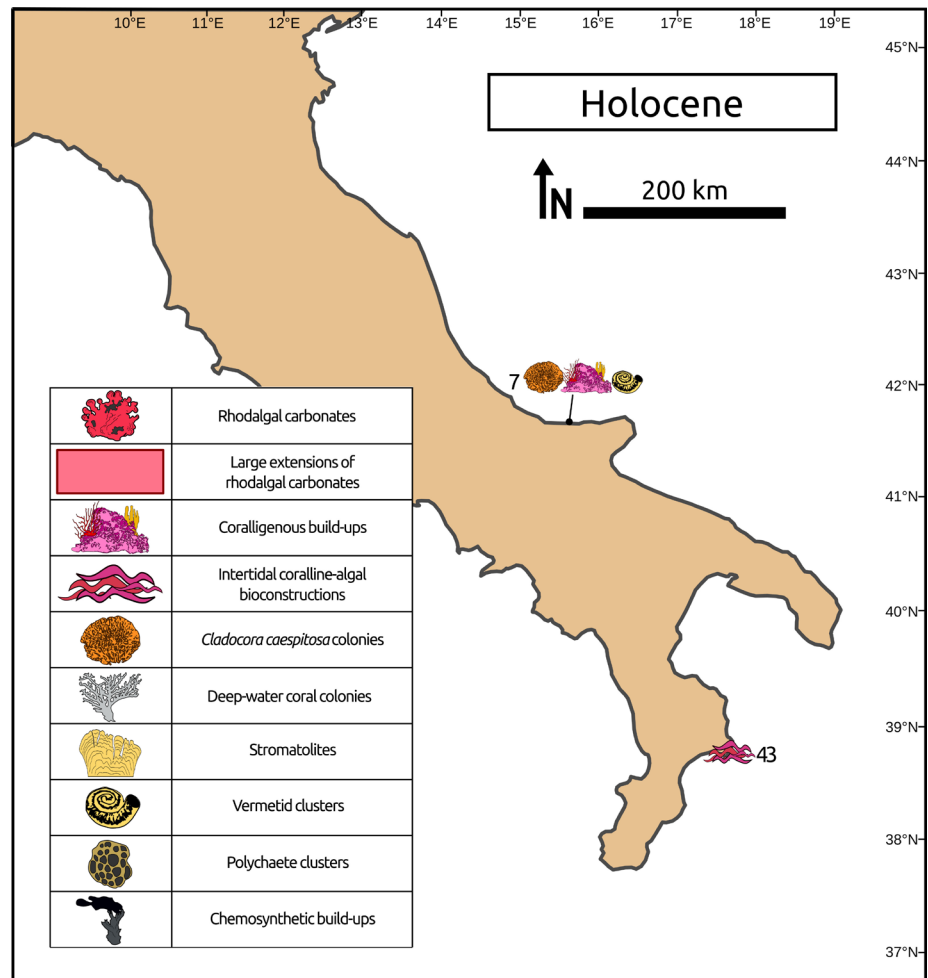 10°E 11°E 12°E 13°E 14°E 15°E 16°E 17°E 18°E 19°E
45°N
Holocene
44°N
N
200 km
43°N
42°N
7
Rhodalgal carbonates
Large extensions of
rhodalgal carbonates
41°N
Coralligenous build-ups
Intertidal coralline-algal
bioconstructions
40°N
Cladocora caespitosa colonies
Deep-water coral colonies
39°N
Stromatolites
43
Vermetid clusters
38°N
Polychaete clusters
Chemosynthetic build-ups
37°N